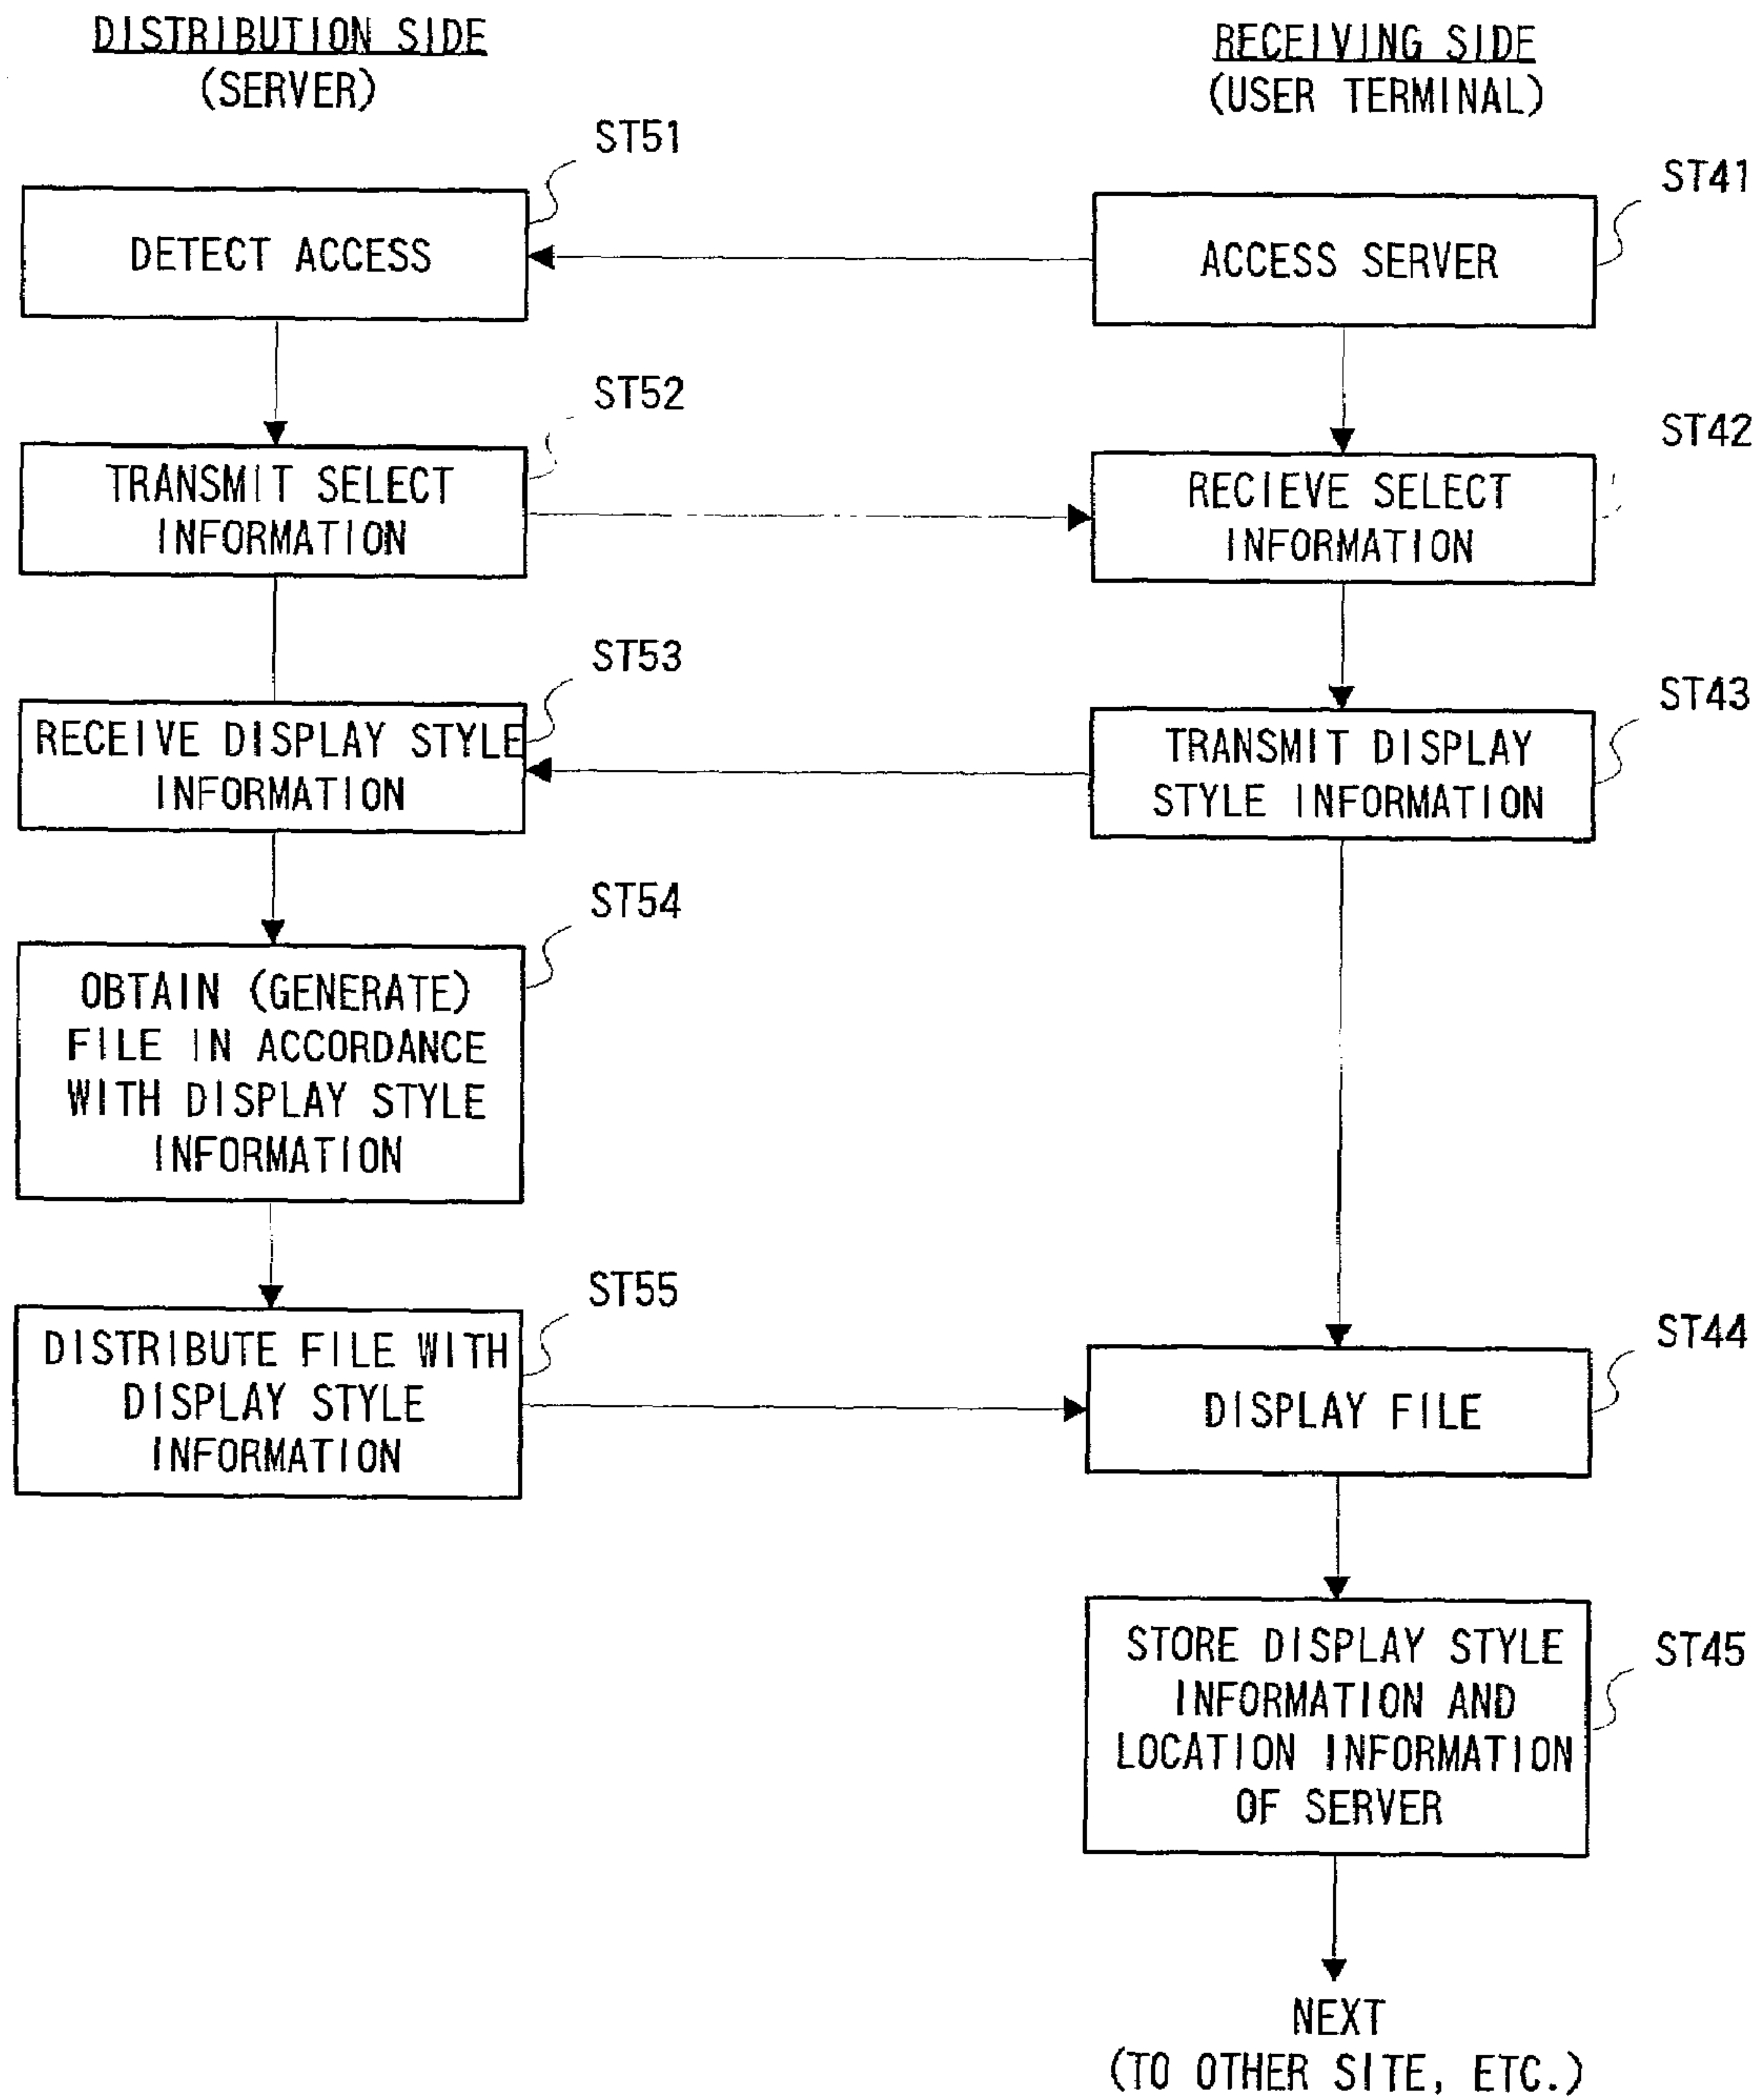 DISTRIBUTION SIDE
(SERVER)
RECEIVING SIDE
(USER TERMINAL)
ST51
DETECT ACCESS
ST41
ACCESS SERVER
ST52
TRANSMIT SELECT
INFORMATION
ST42
RECIEVE SELECT
INFORMATION
ST53
RECEIVE DISPLAY STYLE
INFORMATION
ST43
TRANSMIT DISPLAY
STYLE INFORMATION
ST54
OBTAIN (GENERATE)
FILE IN ACCORDANCE
WITH DISPLAY STYLE
INFORMATION
ST55
DISTRIBUTE FILE WITH
DISPLAY STYLE
INFORMATION
ST44
DISPLAY FILE
ST45
STORE DISPLAY STYLE
INFORMATION AND
LOCATION INFORMATION
OF SERVER
NEXT
(TO OTHER SITE, ETC.)